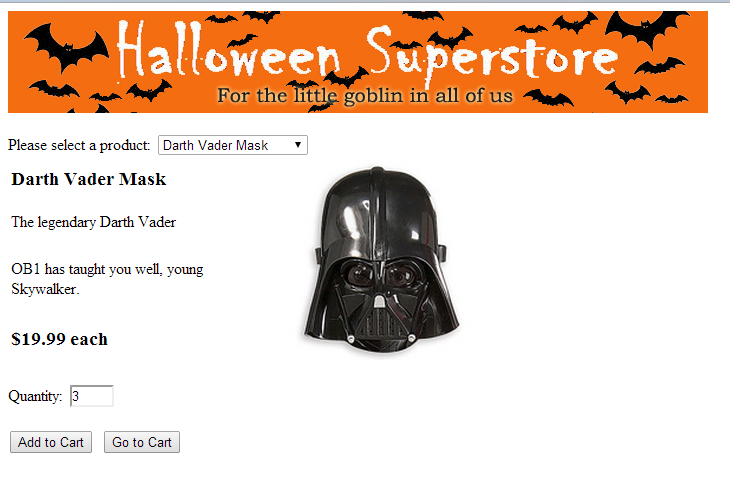 Halloween Superstore
For the little goblin in all of us
Please select a product: Darth Vader Mask
Darth Vader Mask
The legendary Darth Vader
OB1 has taught you well, young
Skywalker.
$19.99 each
Quantity: 3
Add to Cart Go to Cart